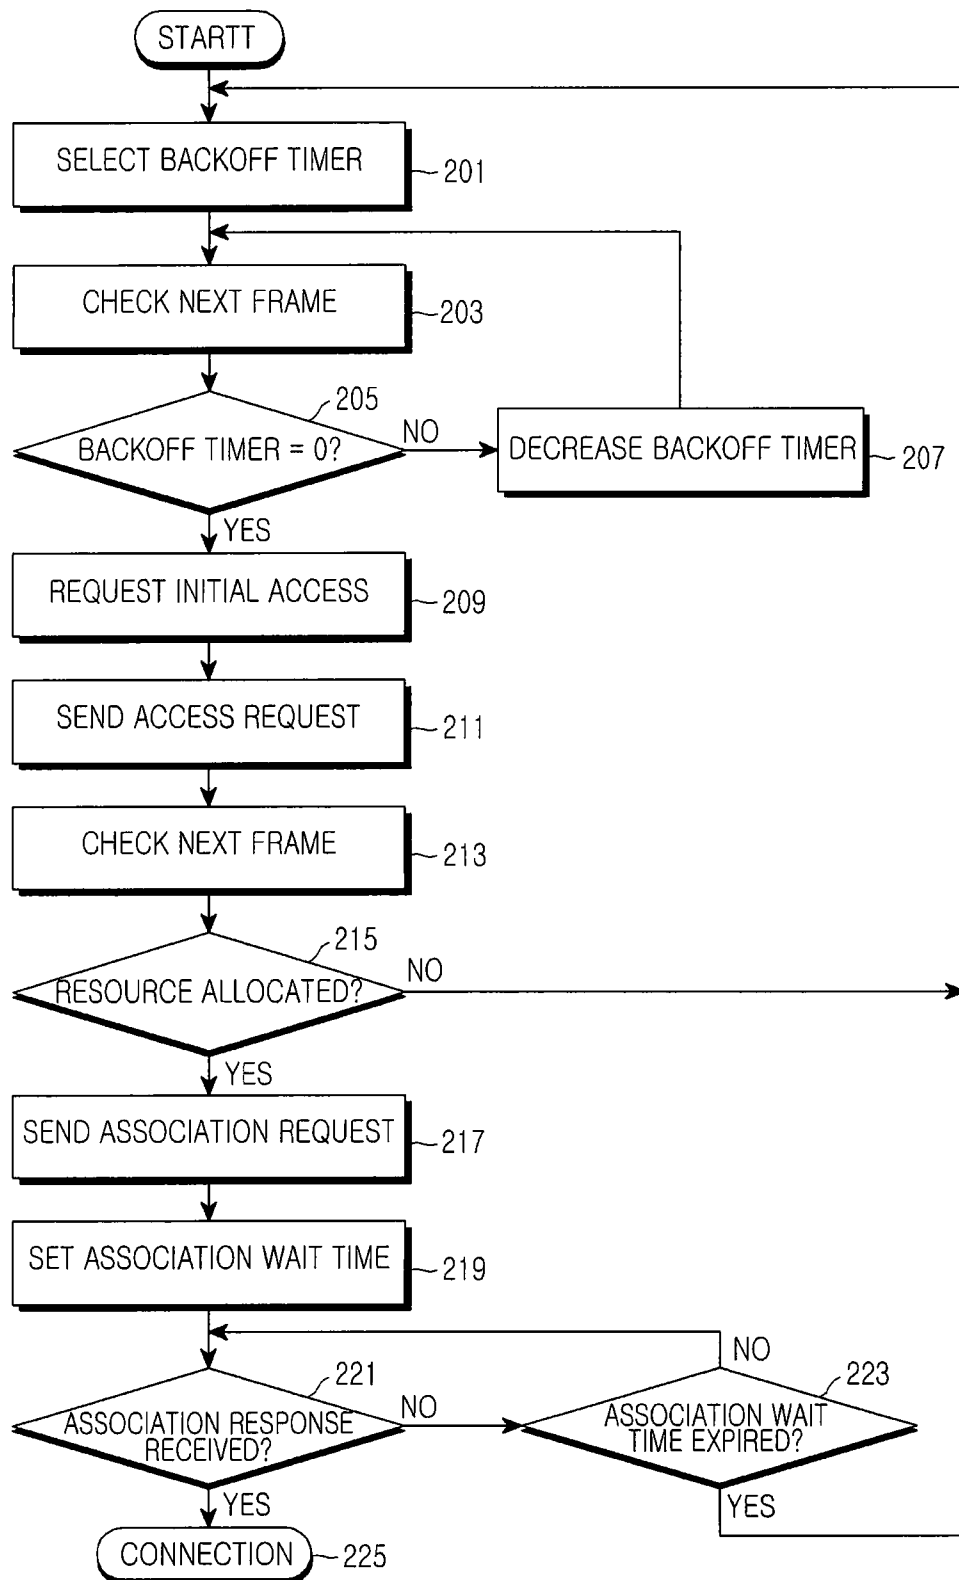 STARTT
SELECT BACKOFF TIMER
201
CHECK NEXT FRAME
203
205
BACKOFF TIMER = 0?
NO
DECREASE BACKOFF TIMER
207
YES
REQUEST INITIAL ACCESS
209
SEND ACCESS REQUEST
211
CHECK NEXT FRAME
213
215
RESOURCE ALLOCATED?
NO
YES
SEND ASSOCIATION REQUEST
217
SET ASSOCIATION WAIT TIME
219
221
ASSOCIATION RESPONSE
RECEIVED?
NO
NO
223
ASSOCIATION WAIT
TIME EXPIRED?
YES
YES
CONNECTION
225